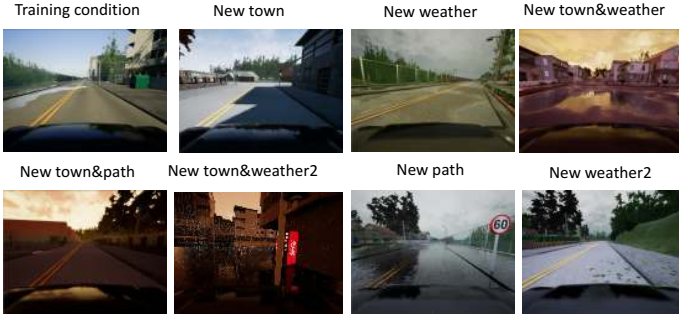 Training condition
New town
New weather
New town&weather
New town&path
New town&weather2
New path
New weather2
60